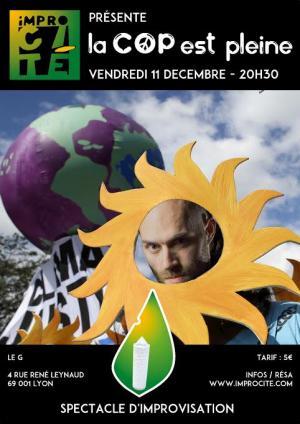 IMPRO
CITÉ
PRÉSENTE
la COP est pleine
VENDREDI 11 DECEMBRE - 20H30
CLIMA
LE G
4 RUE RENÉ LEYNAUD
69 001 LYON
TARIF : 5€
INFOS / RÉSA
WWW.IMPROCITE.COM
SPECTACLE D'IMPROVISATION